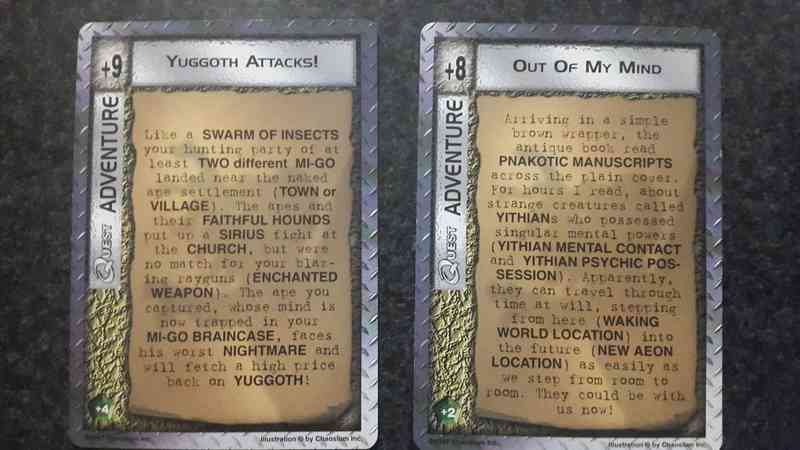 +9
YUGGOTH ATTACKS!
QUEST ADVENTURE
Like a SWARM OF INSECTS
your hunting party of at
least TWO different MI-GO
landed near the naked
ape settlement (TOWN or
VILLAGE). The apes and
their FAITHFUL HOUNDS
put up a SIRIUS fight at
the CHURCH, but were
no match for your blar-
ing rayguns (ENCHANTED
WEAPON). The ape you
captured, whose mind is
now trapped in your
MI-GO BRAINCASE, faces
his worst NIGHTMARE and
will fetch a high price
back on YUGGOTH!
+4
Chaosium Inc.
Illustration © by Chaosium Inc.
+8
OUT OF MY MIND
QUEST ADVENTURE
Arriving in a simple
brown wrapper, the
antique book read
PNAKOTIC MANUSCRIPTS
across the plain cover.
For hours I read, about
strange creatures called
YITHIANs who possessed
singular mental powers
(YITHIAN MENTAL CONTACT
and YITHIAN PSYCHIC POS-
SESSION). Apparently,
they can travel through
time at will, stepping
from here (WAKING
WORLD LOCATION) into
the future (NEW AEON
LOCATION) as easily as
we step from room to
room. They could be with
us now!
+2
Chaosium Inc.
Illustration © by Chaosium Inc.